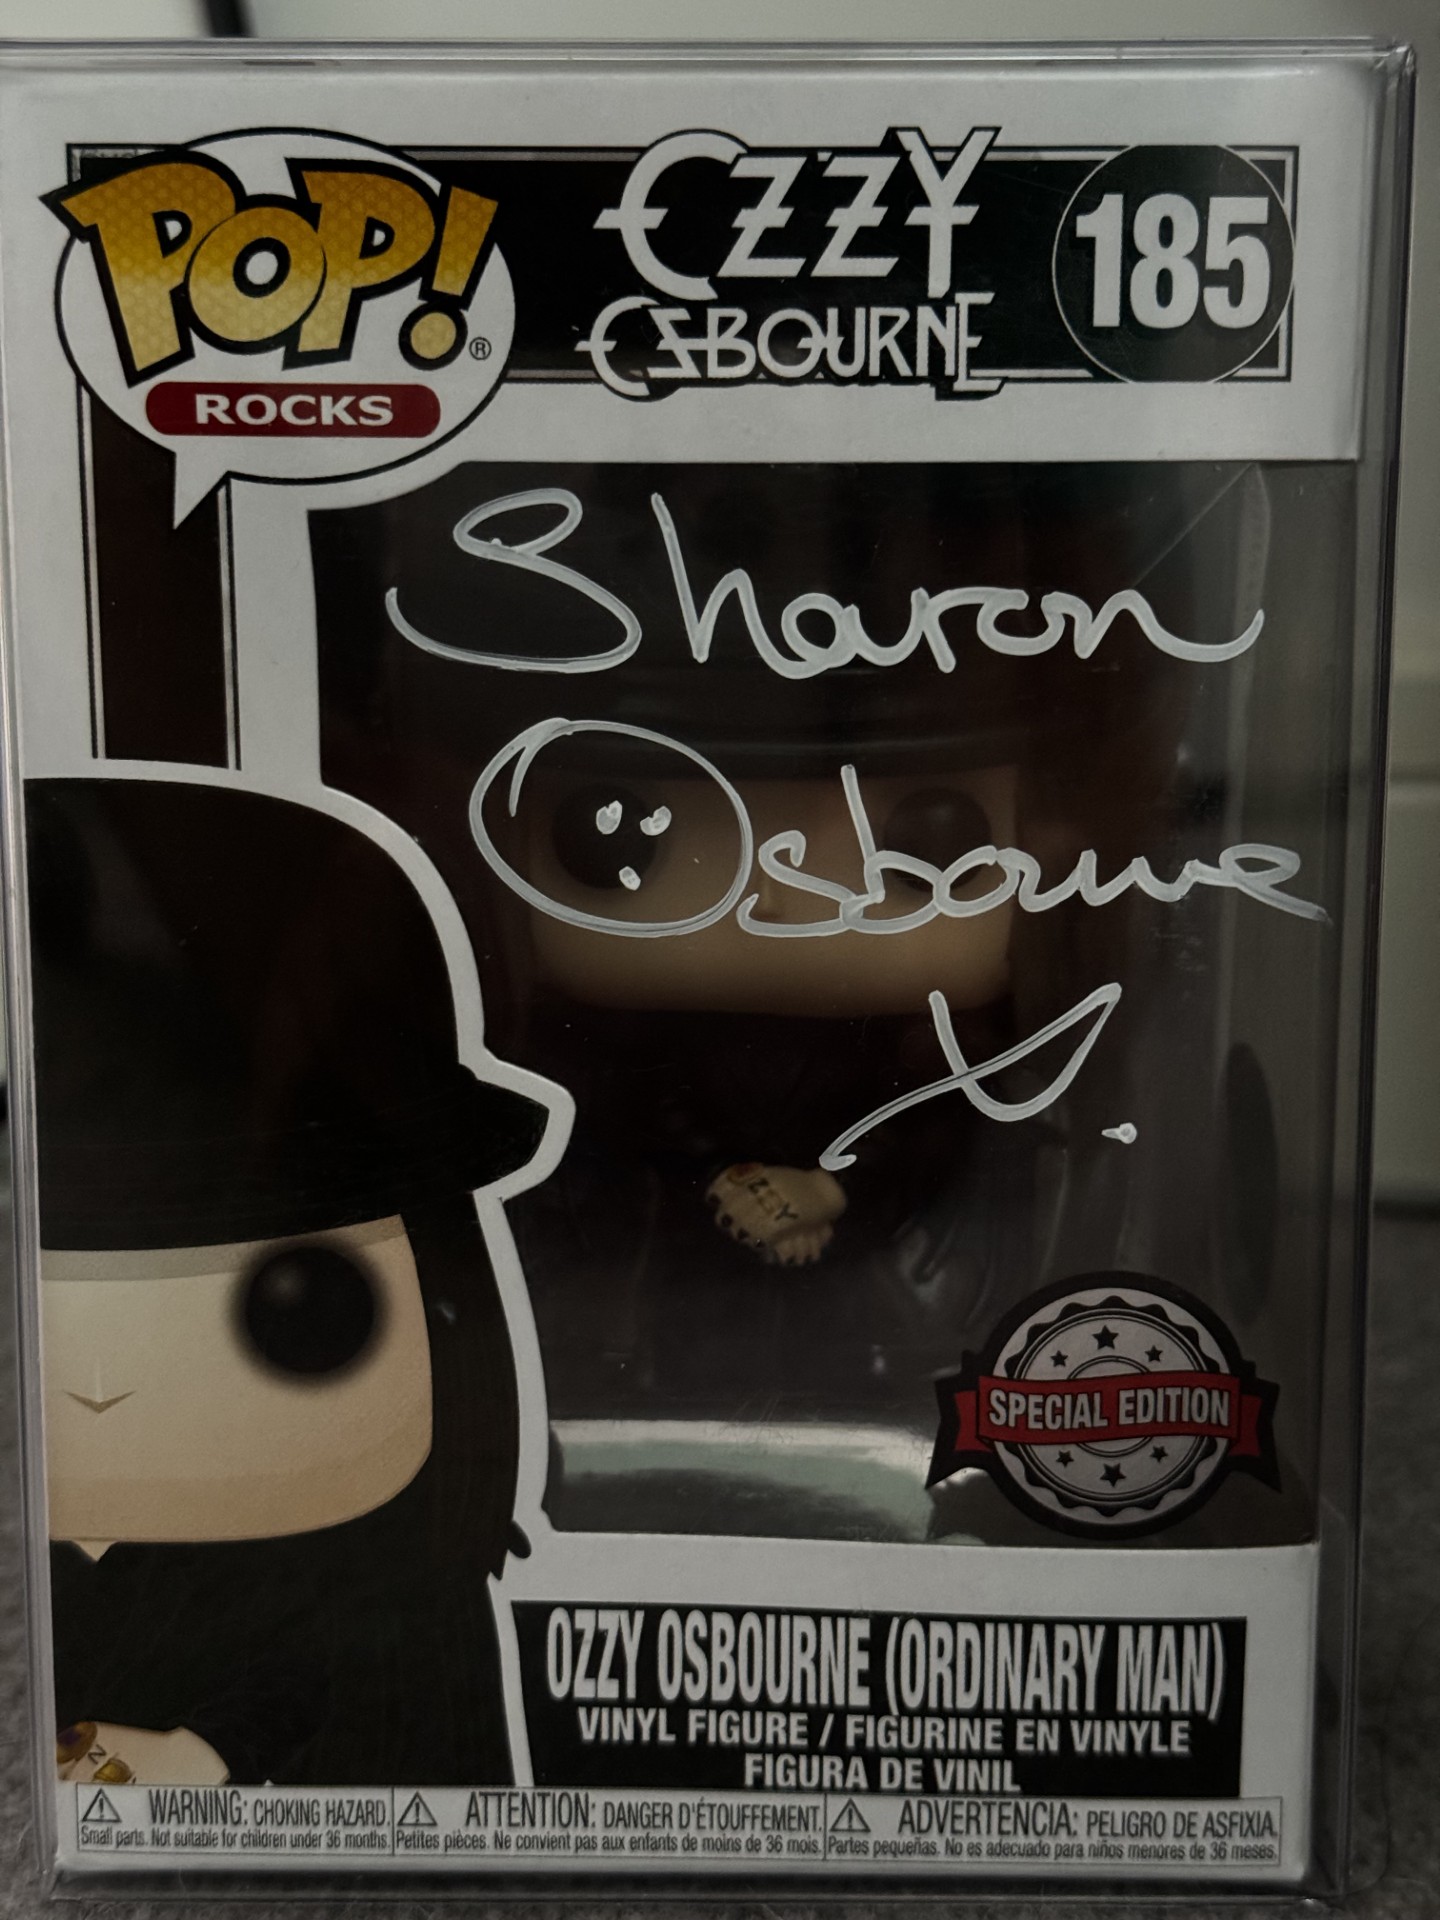 POP!®
ROCKS
OZZY
OSBOURNE
185
Sharon
Osbourne
x.
OZZY
SPECIAL EDITION
OZZY OSBOURNE (ORDINARY MAN)
VINYL FIGURE / FIGURINE EN VINYLE
FIGURA DE VINIL
WARNING: CHOKING HAZARD.
Small parts. Not suitable for children under 36 months.
ATTENTION: DANGER D'ÉTOUFFEMENT.
Petites pièces. Ne convient pas aux enfants de moins de 36 mois.
ADVERTENCIA: PELIGRO DE ASFIXIA.
Partes pequeñas. No es adecuado para niños menores de 36 meses.